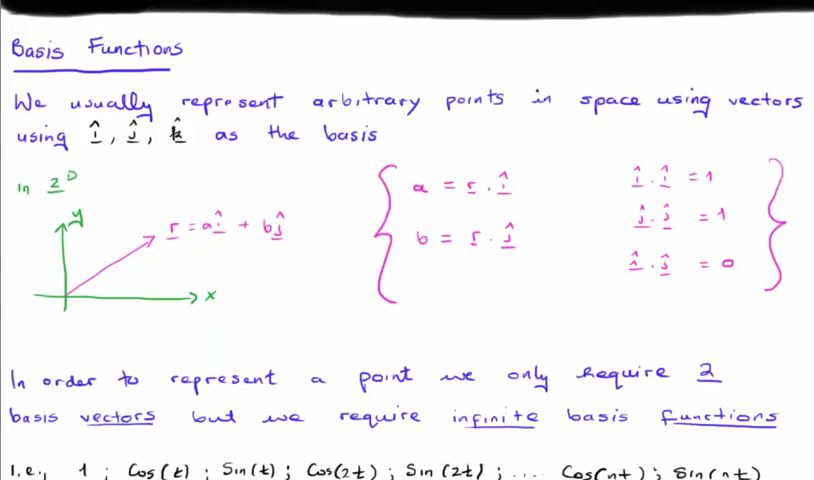 Basis Functions
We usually represent arbitrary points in space using vectors
using î, ĵ, k̂ as the basis
In 2D
y
r = aî + bĵ
x
a = r . î
b = r . ĵ
î . î = 1
ĵ . ĵ = 1
î . ĵ = 0
In order to represent a point we only require 2
basis vectors but we require infinite basis functions
I.e., 1 ; Cos(t) ; Sin(t) ; Cos(2t) ; Sin(2t) ; .... Cos(nt) ; Sin(nt)